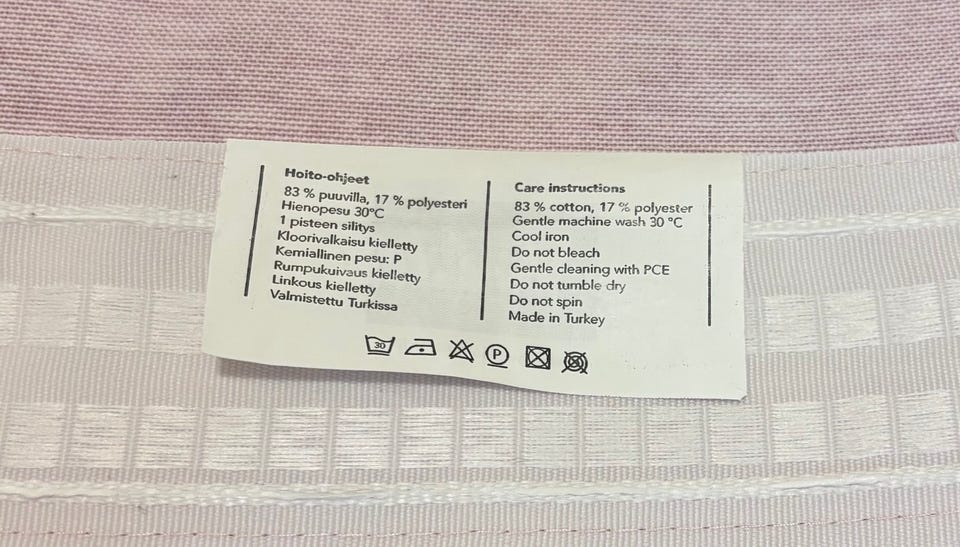 Hoito-ohjeet
83 % puuvilla, 17 % polyesteri
Hienopesu 30°C
1 pisteen silitys
Kloorivalkaisu kielletty
Kemiallinen pesu: P
Rumpukuivaus kielletty
Linkous kielletty
Valmistettu Turkissa
Care instructions
83 % cotton, 17 % polyester
Gentle machine wash 30 °C
Cool iron
Do not bleach
Gentle cleaning with PCE
Do not tumble dry
Do not spin
Made in Turkey
30 P